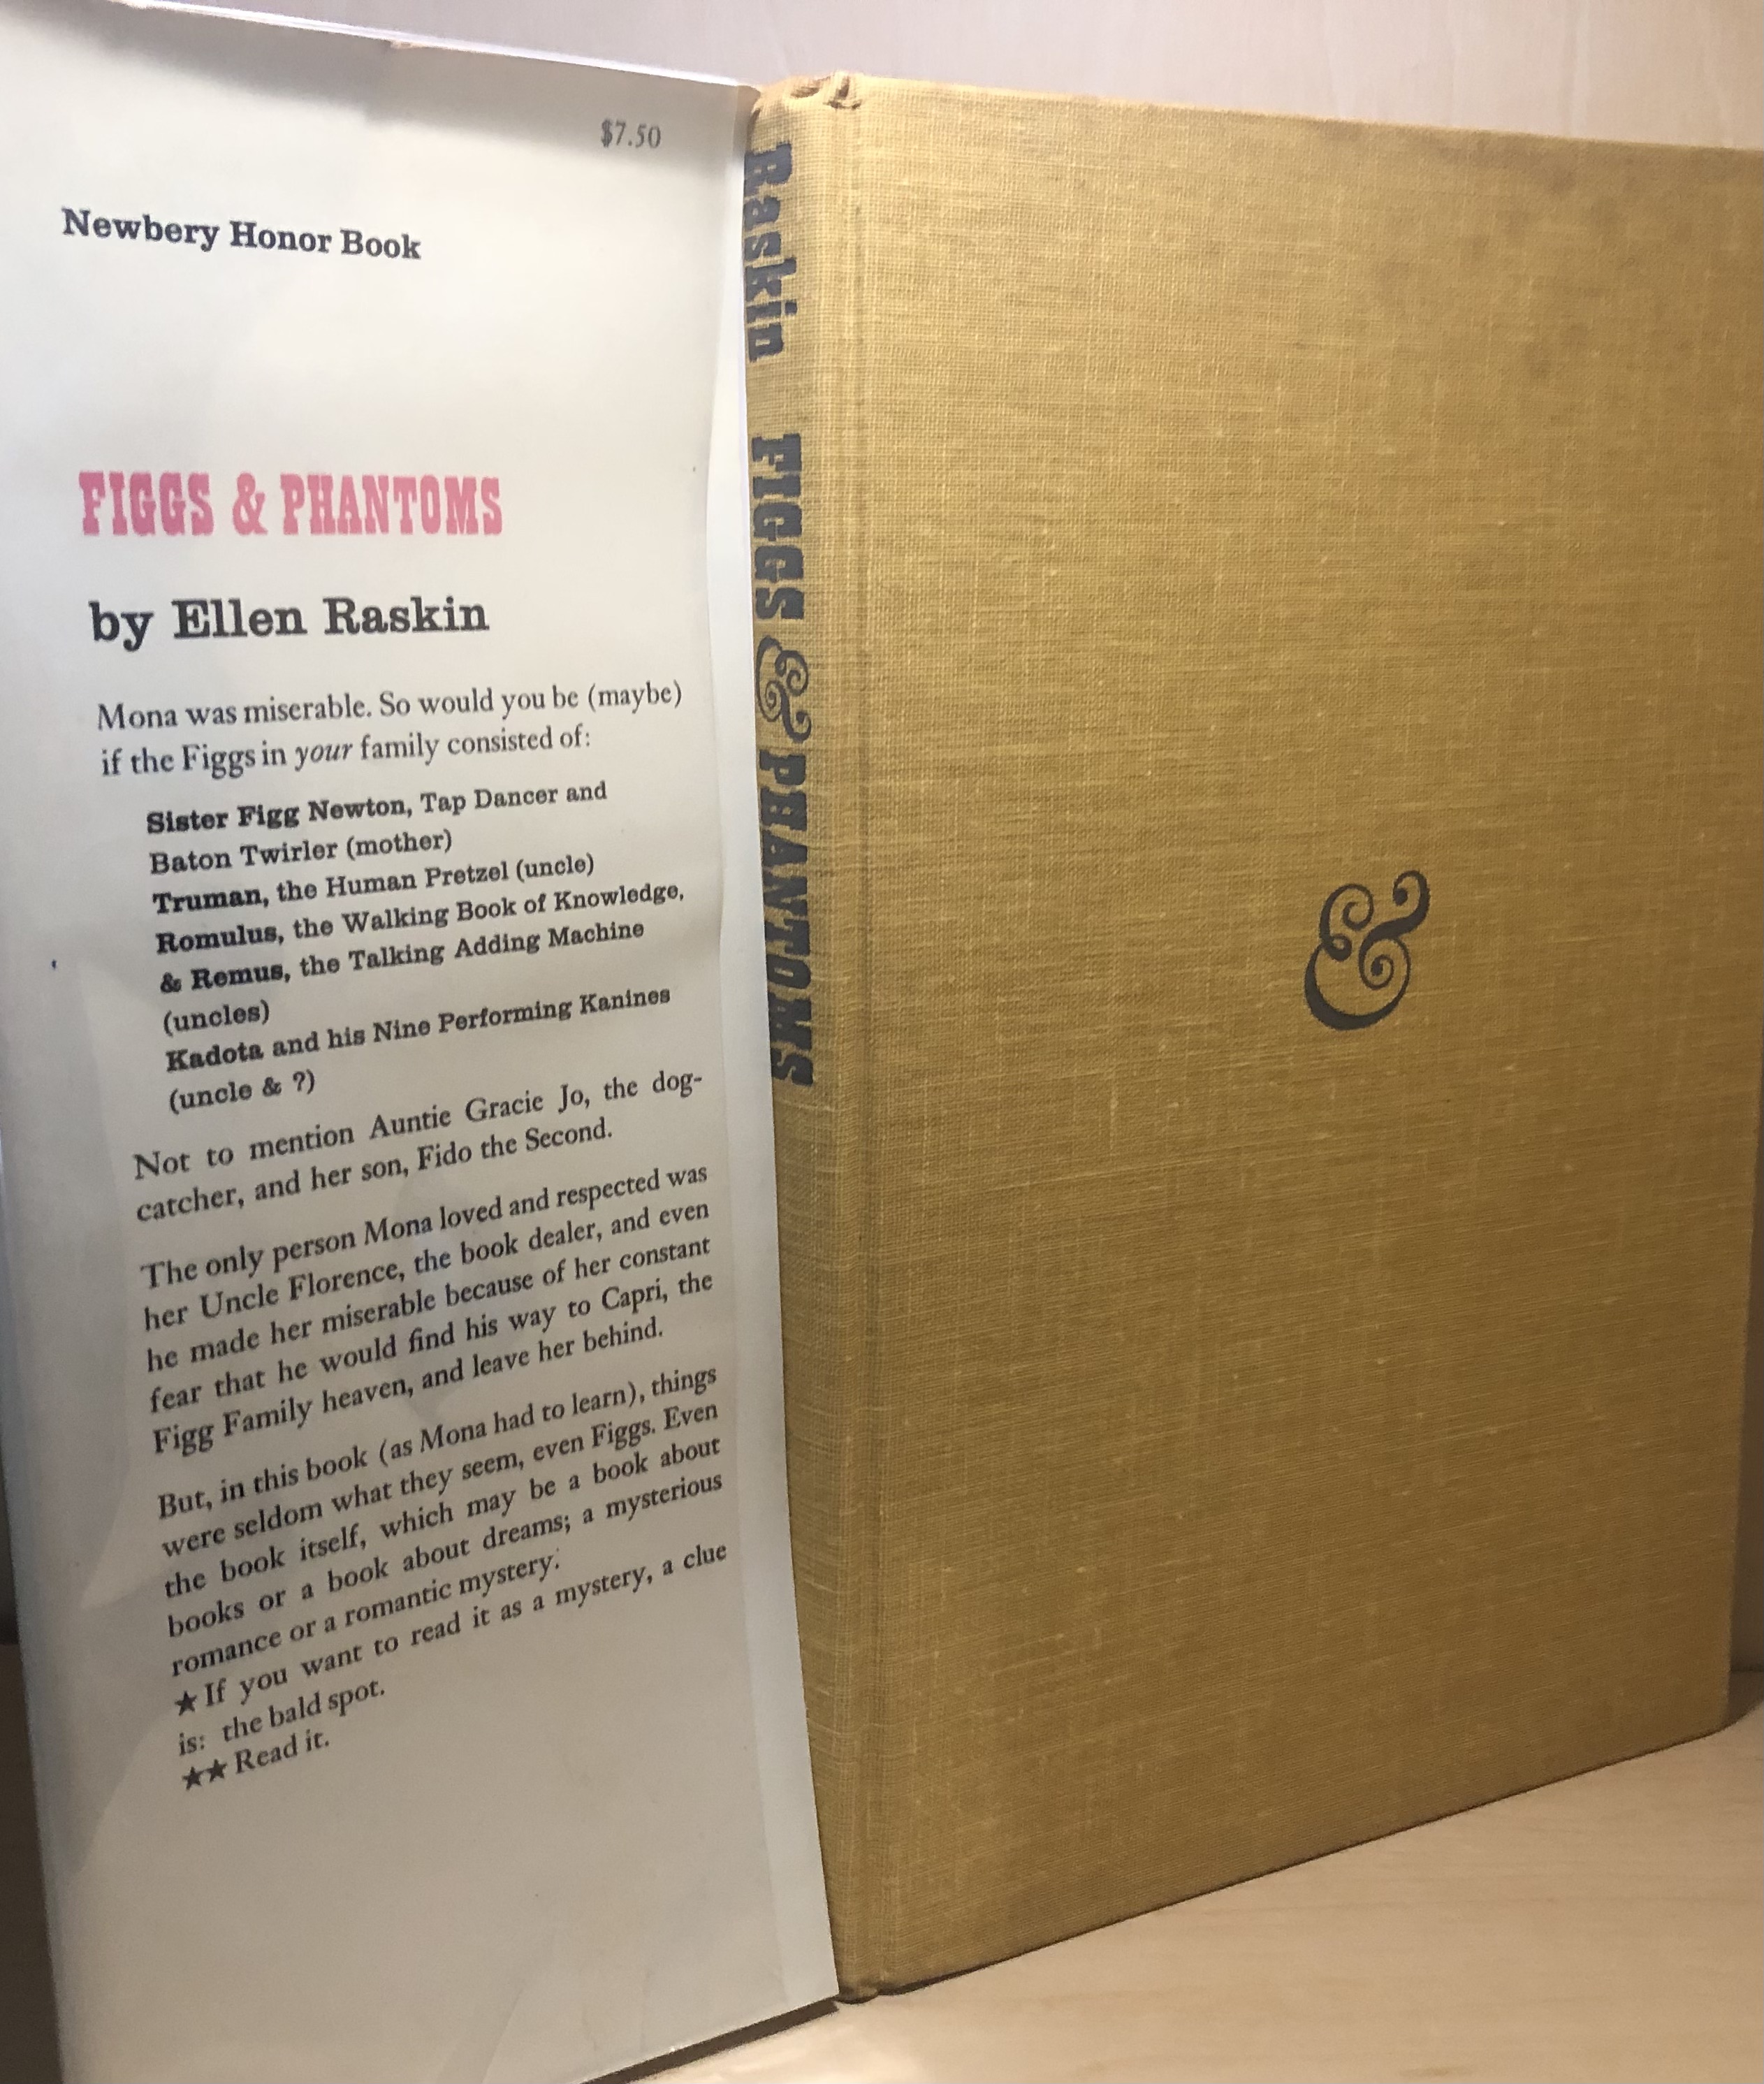 $7.50
Newbery Honor Book
FIGGS & PHANTOMS
by Ellen Raskin
Mona was miserable. So would you be (maybe)
if the Figgs in your family consisted of:
Sister Figg Newton, Tap Dancer and
Baton Twirler (mother)
Truman, the Human Pretzel (uncle)
Romulus, the Walking Book of Knowledge,
& Remus, the Talking Adding Machine
(uncles)
Kadota and his Nine Performing Kanines
(uncle & ?)
Not to mention Auntie Gracie Jo, the dog-
catcher, and her son, Fido the Second.
The only person Mona loved and respected was
her Uncle Florence, the book dealer, and even
he made her miserable because of her constant
fear that he would find his way to Capri, the
Figg Family heaven, and leave her behind.
But, in this book (as Mona had to learn), things
were seldom what they seem, even Figgs. Even
the book itself, which may be a book about
books or a book about dreams; a mysterious
romance or a romantic mystery.
★ If you want to read it as a mystery, a clue
is: the bald spot.
★★ Read it.
Raskin FIGGS & PHANTOMS
&